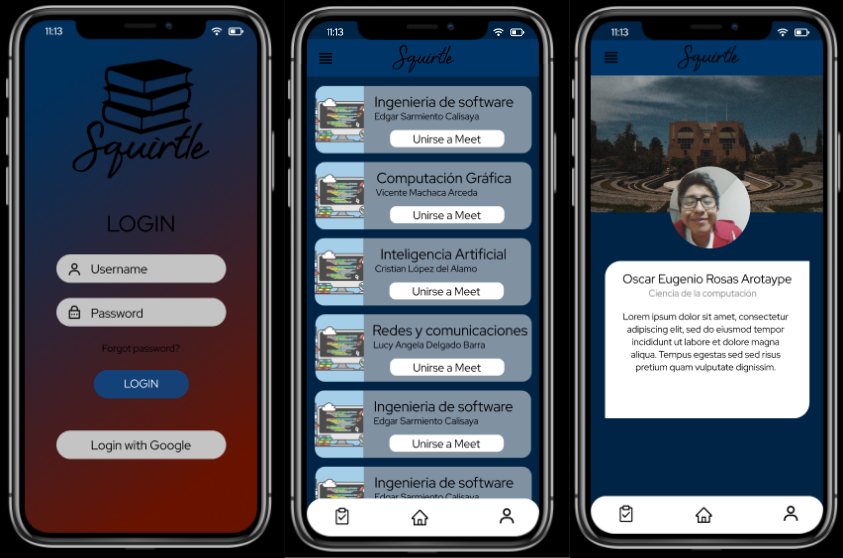 11:13
Squirtle
LOGIN
Username
Password
Forgot password?
LOGIN
Login with Google
11:13
Squirtle
Ingenieria de software
Edgar Sarmiento Calisaya
Unirse a Meet
Computación Gráfica
Vicente Machaca Arceda
Unirse a Meet
Inteligencia Artificial
Cristian López del Alamo
Unirse a Meet
Redes y comunicaciones
Lucy Angela Delgado Barra
Unirse a Meet
Ingenieria de software
Edgar Sarmiento Calisaya
Unirse a Meet
Ingenieria de software
Edgar Sarmiento Calisaya
11:13
Squirtle
Oscar Eugenio Rosas Arotaype
Ciencia de la computación
Lorem ipsum dolor sit amet, consectetur
adipiscing elit, sed do eiusmod tempor
incididunt ut labore et dolore magna
aliqua. Tempus egestas sed sed risus
pretium quam vulputate dignissim.